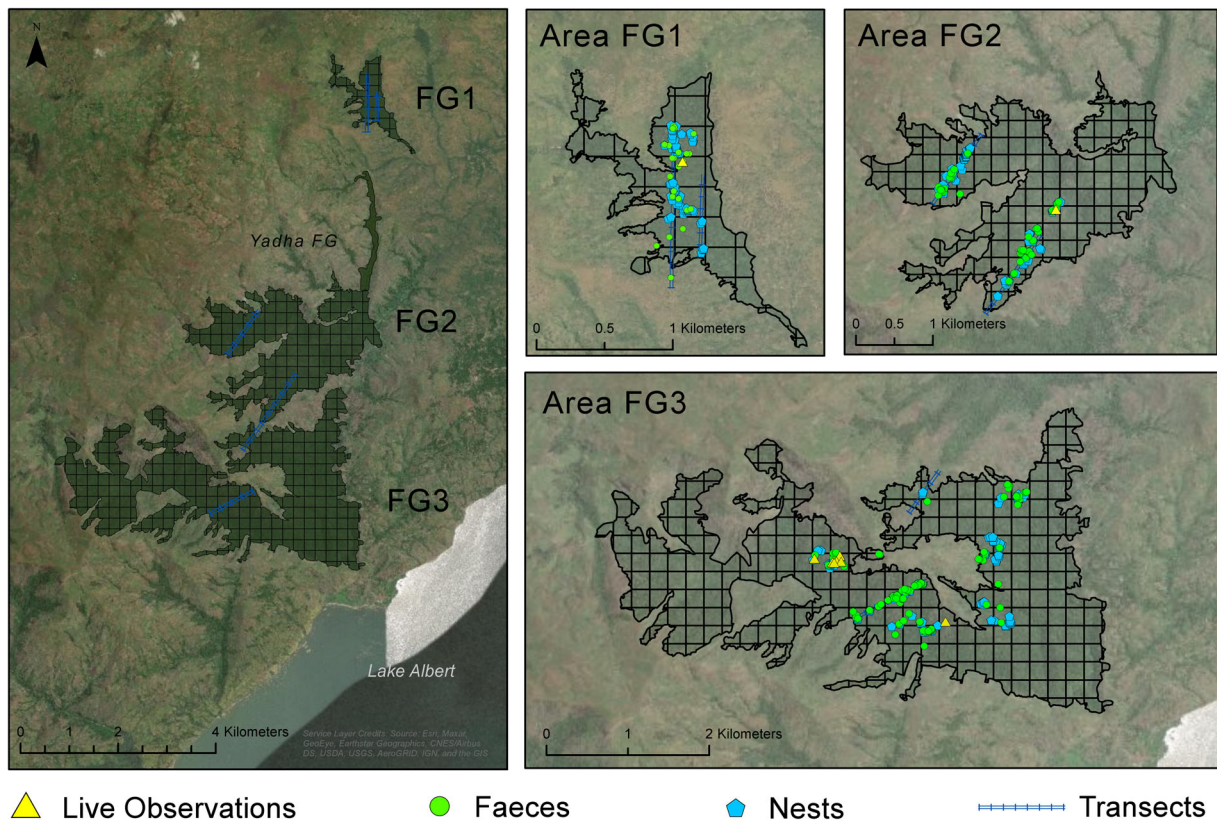 N
FG1
Yadha FG
FG2
FG3
Lake Albert
0 2 4 Kilometers
Service Layer Credits: Source: Esri, Maxar,
GeoEye, Earthstar Geographics, CNES/Airbus
DS, USDA, USGS, AeroGRID, IGN, and the GIS
Area FG1
0 0.5 1 Kilometers
Area FG2
0 0.5 1 Kilometers
Area FG3
0 1 2 Kilometers
Live Observations
Faeces
Nests
Transects